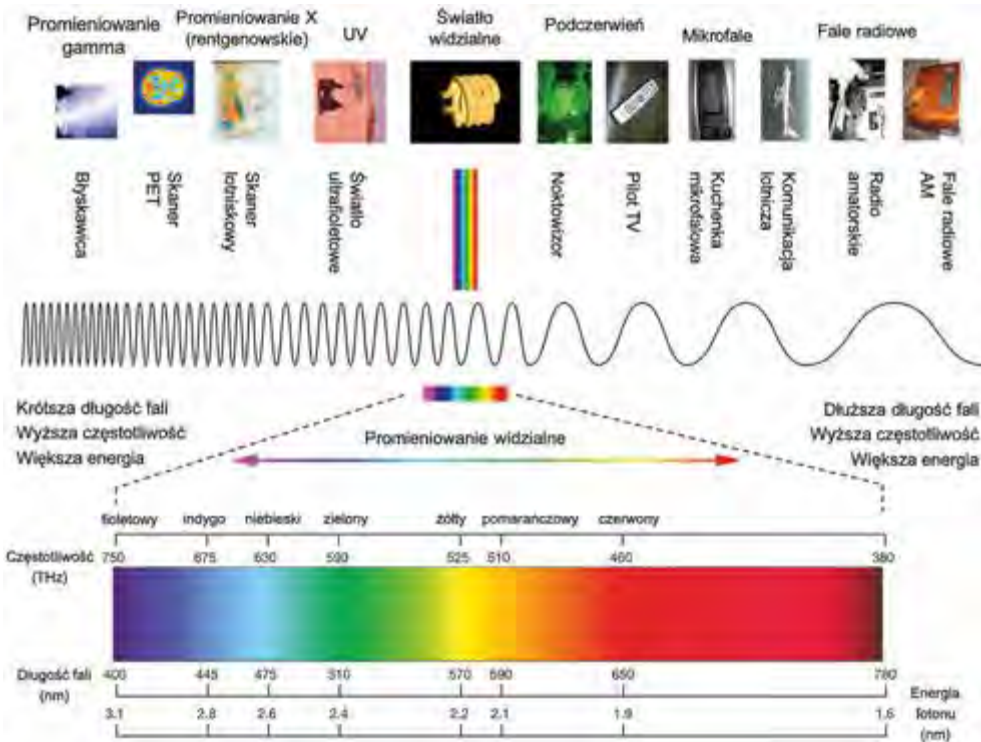 Promieniowanie
gamma
Promieniowanie X
(rentgenowskie)
UV
Światło
widzialne
Podczerwień
Mikrofale
Fale radiowe
Błyskawica
Skaner
PET
Skaner
lotniskowy
Światło
ultrafioletowe
Noktowizor
Pilot TV
Kuchenka
mikrofalowa
Komunikacja
lotnicza
Radio
amatorskie
Fale radiowe
AM
Krótsza długość fali
Wyższa częstotliwość
Większa energia
Promieniowanie widzialne
Dłuższa długość fali
Wyższa częstotliwość
Większa energia
fioletowy indygo niebieski zielony żółty pomarańczowy czerwony
Częstotliwość
(THz)
750 675 630 590 525 510 460 380
Długość fali
(nm)
400 445 475 510 570 590 650 780
3.1 2.8 2.6 2.4 2.2 2.1 1.9 1.6
Energia
fotonu
(nm)